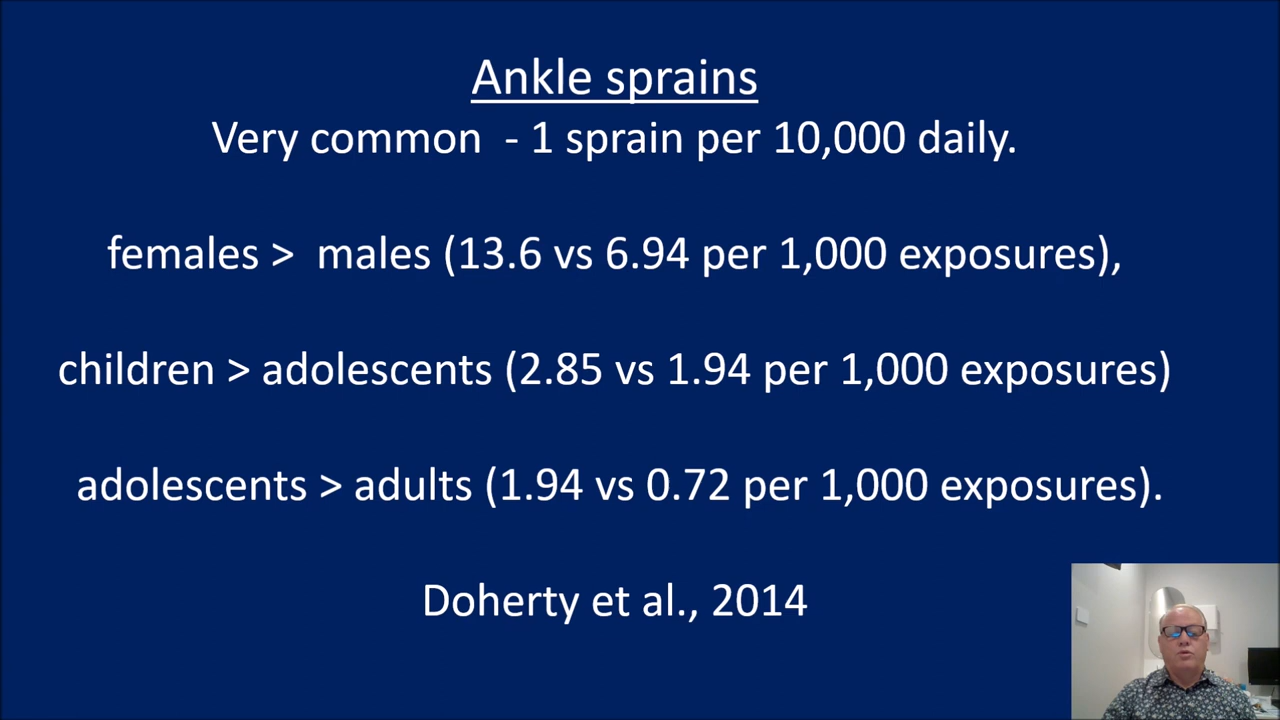 Ankle sprains
Very common - 1 sprain per 10,000 daily.
females > males (13.6 vs 6.94 per 1,000 exposures),
children > adolescents (2.85 vs 1.94 per 1,000 exposures)
adolescents > adults (1.94 vs 0.72 per 1,000 exposures).
Doherty et al., 2014